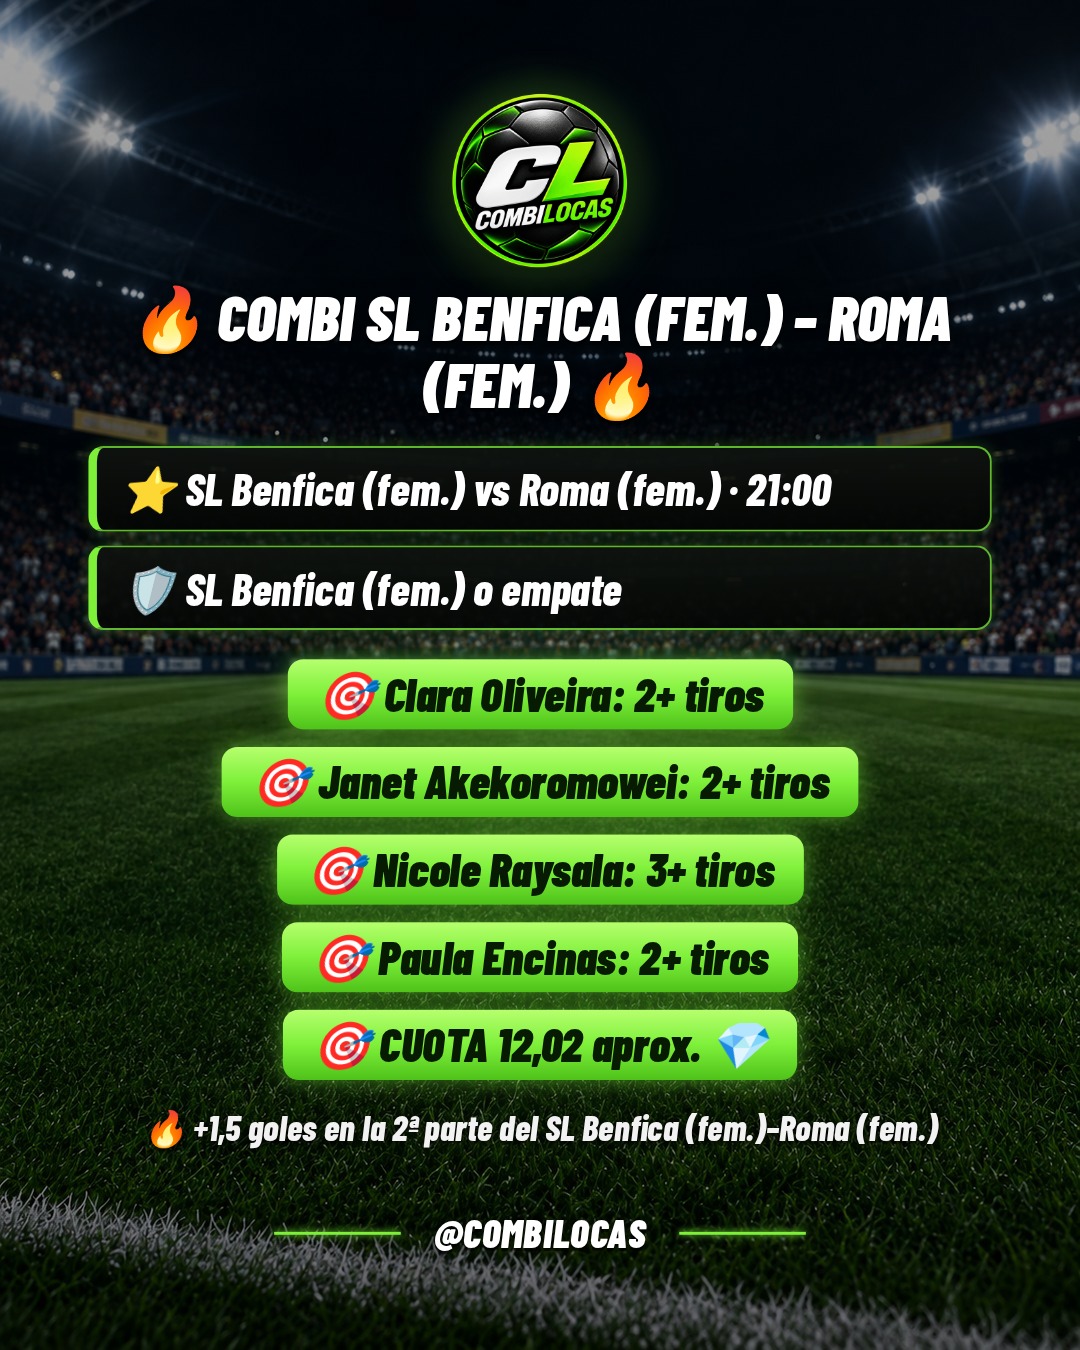 CL
COMBILOCAS
🔥 COMBI SL BENFICA (FEM.) - ROMA
(FEM.) 🔥
⭐ SL Benfica (fem.) vs Roma (fem.) · 21:00
🛡️ SL Benfica (fem.) o empate
🎯 Clara Oliveira: 2+ tiros
🎯 Janet Akekoromowei: 2+ tiros
🎯 Nicole Raysala: 3+ tiros
🎯 Paula Encinas: 2+ tiros
🎯 CUOTA 12,02 aprox. 💎
🔥 +1,5 goles en la 2ª parte del SL Benfica (fem.)-Roma (fem.)
@COMBILOCAS